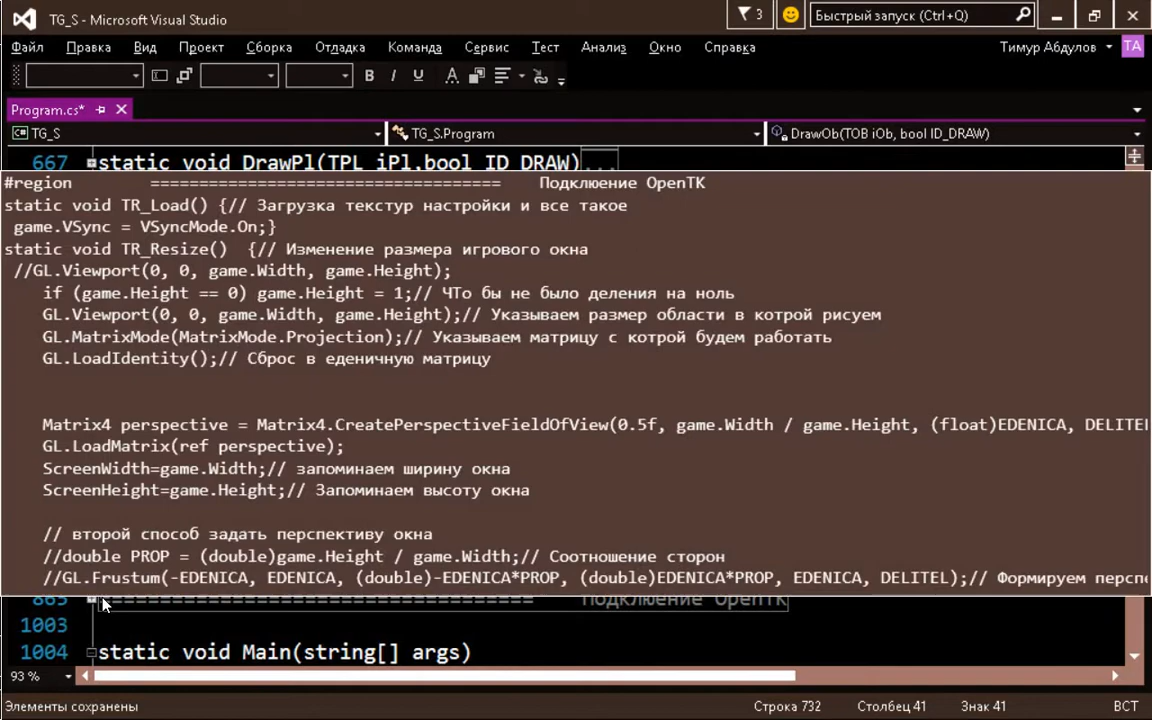 TG_S - Microsoft Visual Studio
3
Быстрый запуск (Ctrl+Q)
Файл Правка Вид Проект Сборка Отладка Команда Сервис Тест Анализ Окно Справка
Тимур Абдулов ТА
B I U A
Program.cs*
TG_S
TG_S.Program
DrawOb(TOB iOb, bool ID_DRAW)
667 static void DrawPl(TPL iPl,bool ID_DRAW)...
#region ==================================== Подклюение OpenTK
static void TR_Load() {// Загрузка текстур настройки и все такое
game.VSync = VSyncMode.On;}
static void TR_Resize() {// Изменение размера игрового окна
//GL.Viewport(0, 0, game.Width, game.Height);
if (game.Height == 0) game.Height = 1;// ЧТо бы не было деления на ноль
GL.Viewport(0, 0, game.Width, game.Height);// Указываем размер области в котрой рисуем
GL.MatrixMode(MatrixMode.Projection);// Указываем матрицу с котрой будем работать
GL.LoadIdentity();// Сброс в еденичную матрицу
Matrix4 perspective = Matrix4.CreatePerspectiveFieldOfView(0.5f, game.Width / game.Height, (float)EDENICA, DELITEL
GL.LoadMatrix(ref perspective);
ScreenWidth=game.Width;// запоминаем ширину окна
ScreenHeight=game.Height;// Запоминаем высоту окна
// второй способ задать перспективу окна
//double PROP = (double)game.Height / game.Width;// Соотношение сторон
//GL.Frustum(-EDENICA, EDENICA, (double)-EDENICA*PROP, (double)EDENICA*PROP, EDENICA, DELITEL);// Формируем перспе
865 ==================================== Подклюение OpenTK
1003
1004 static void Main(string[] args)
93 %
Элементы сохранены
Строка 732
Столбец 41
Знак 41
ВСТ